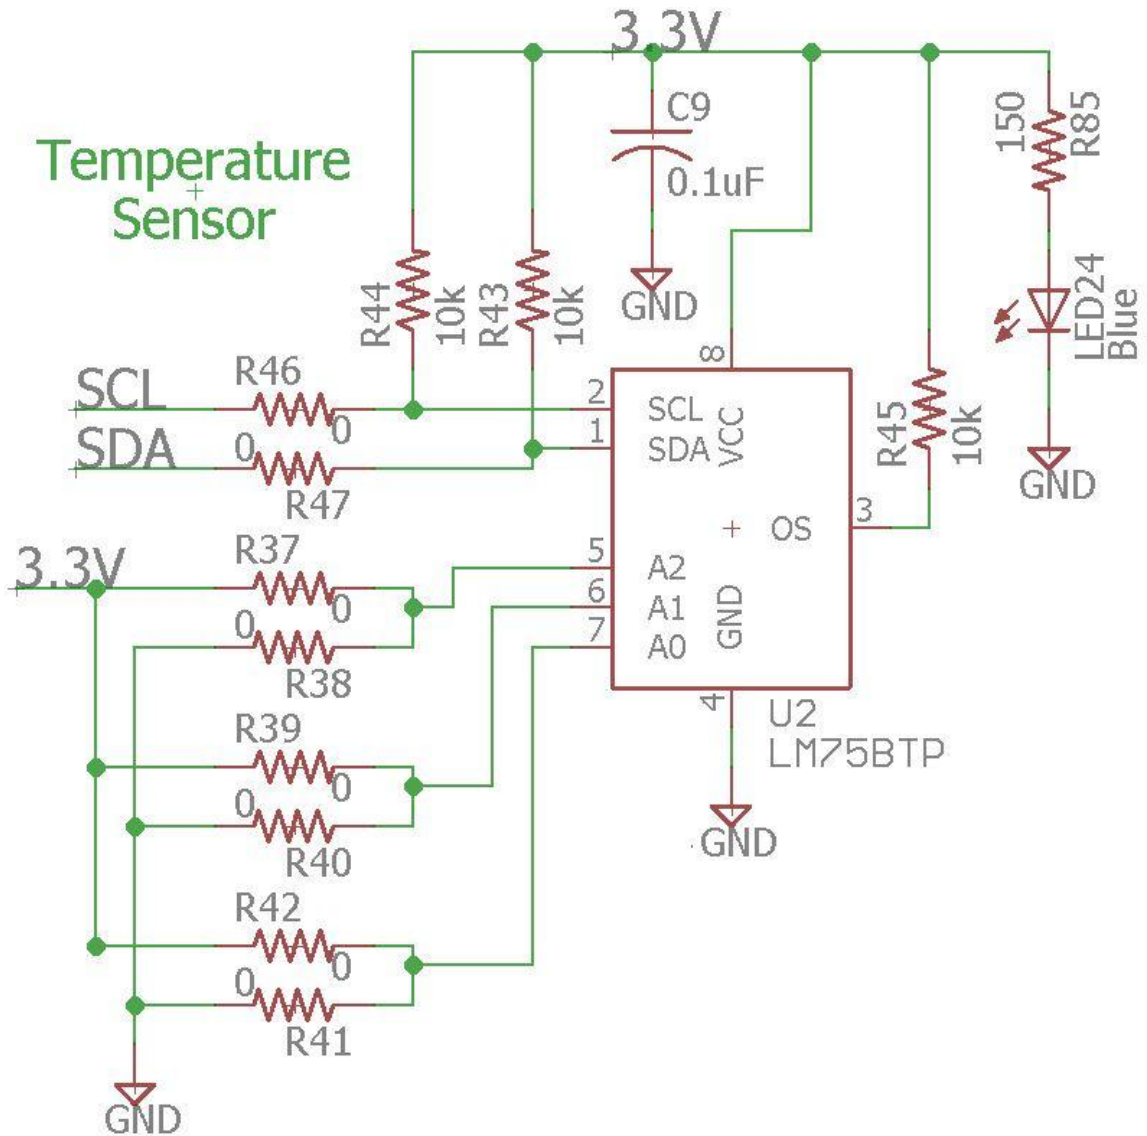 3.3V
Temperature
Sensor
C9
0.1uF
GND
150
R85
LED24
Blue
GND
R44
10k
R43
10k
SCL
R46
0
SDA
0
R47
8
2
1
SCL
SDA
VCC
R45
10k
3
OS
3.3V
R37
0
0
R38
5
6
7
A2
A1
A0
GND
4
U2
LM75BTP
GND
R39
0
0
R40
R42
0
0
R41
GND